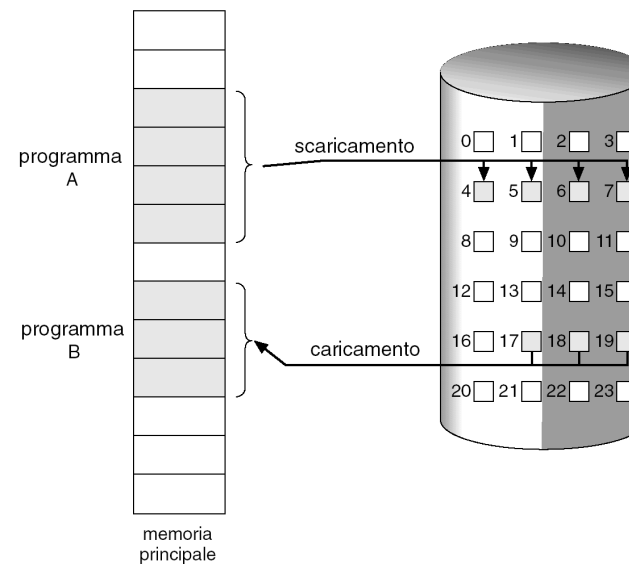 programma
A
scaricamento
0 1 2 3
4 5 6 7
8 9 10 11
12 13 14 15
programma
B
caricamento
16 17 18 19
20 21 22 23
memoria
principale